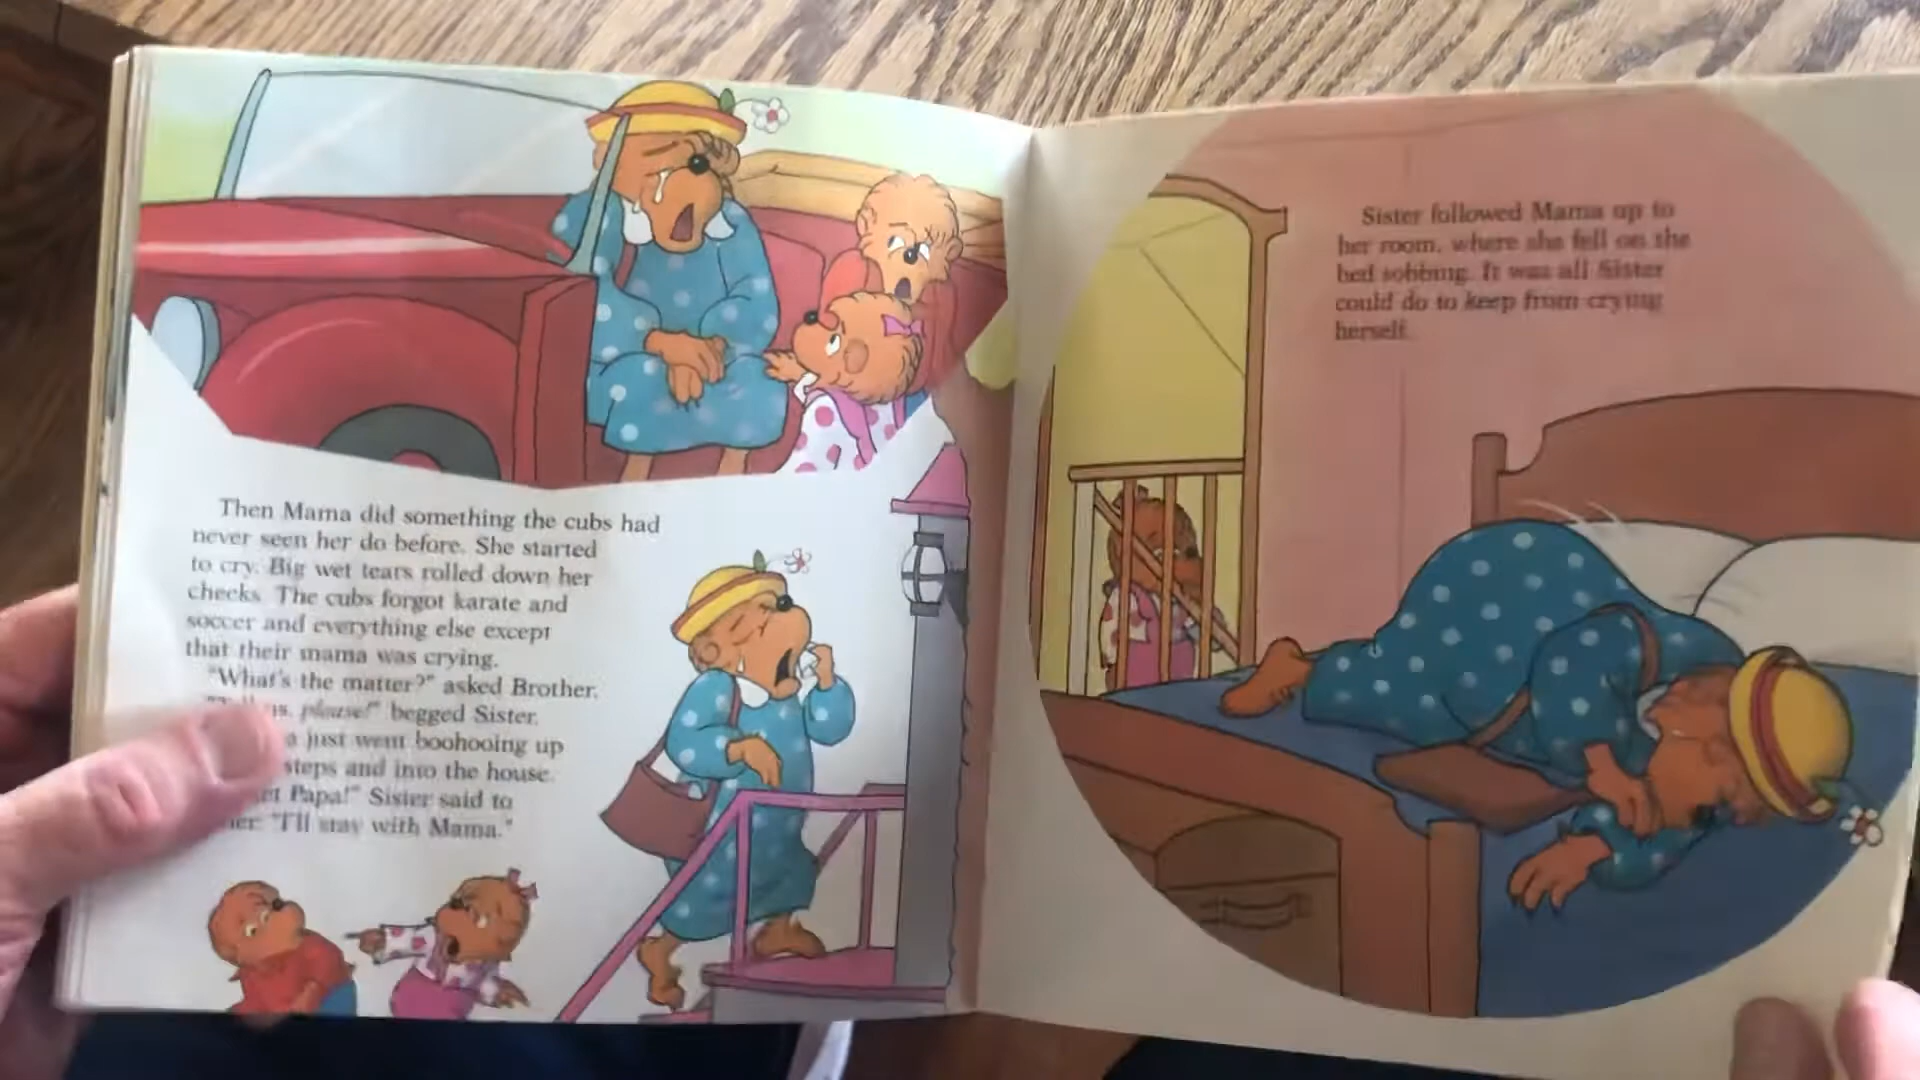 Then Mama did something the cubs had
never seen her do before. She started
to cry. Big wet tears rolled down her
cheeks. The cubs forgot karate and
soccer and everything else except
that their mama was crying.
"What's the matter?" asked Brother.
us, please!" begged Sister.
just went boohooing up
steps and into the house.
Papa!" Sister said to
"I'll stay with Mama."
Sister followed Mama up to
her room, where she fell on the
bed sobbing. It was all Sister
could do to keep from crying
herself.